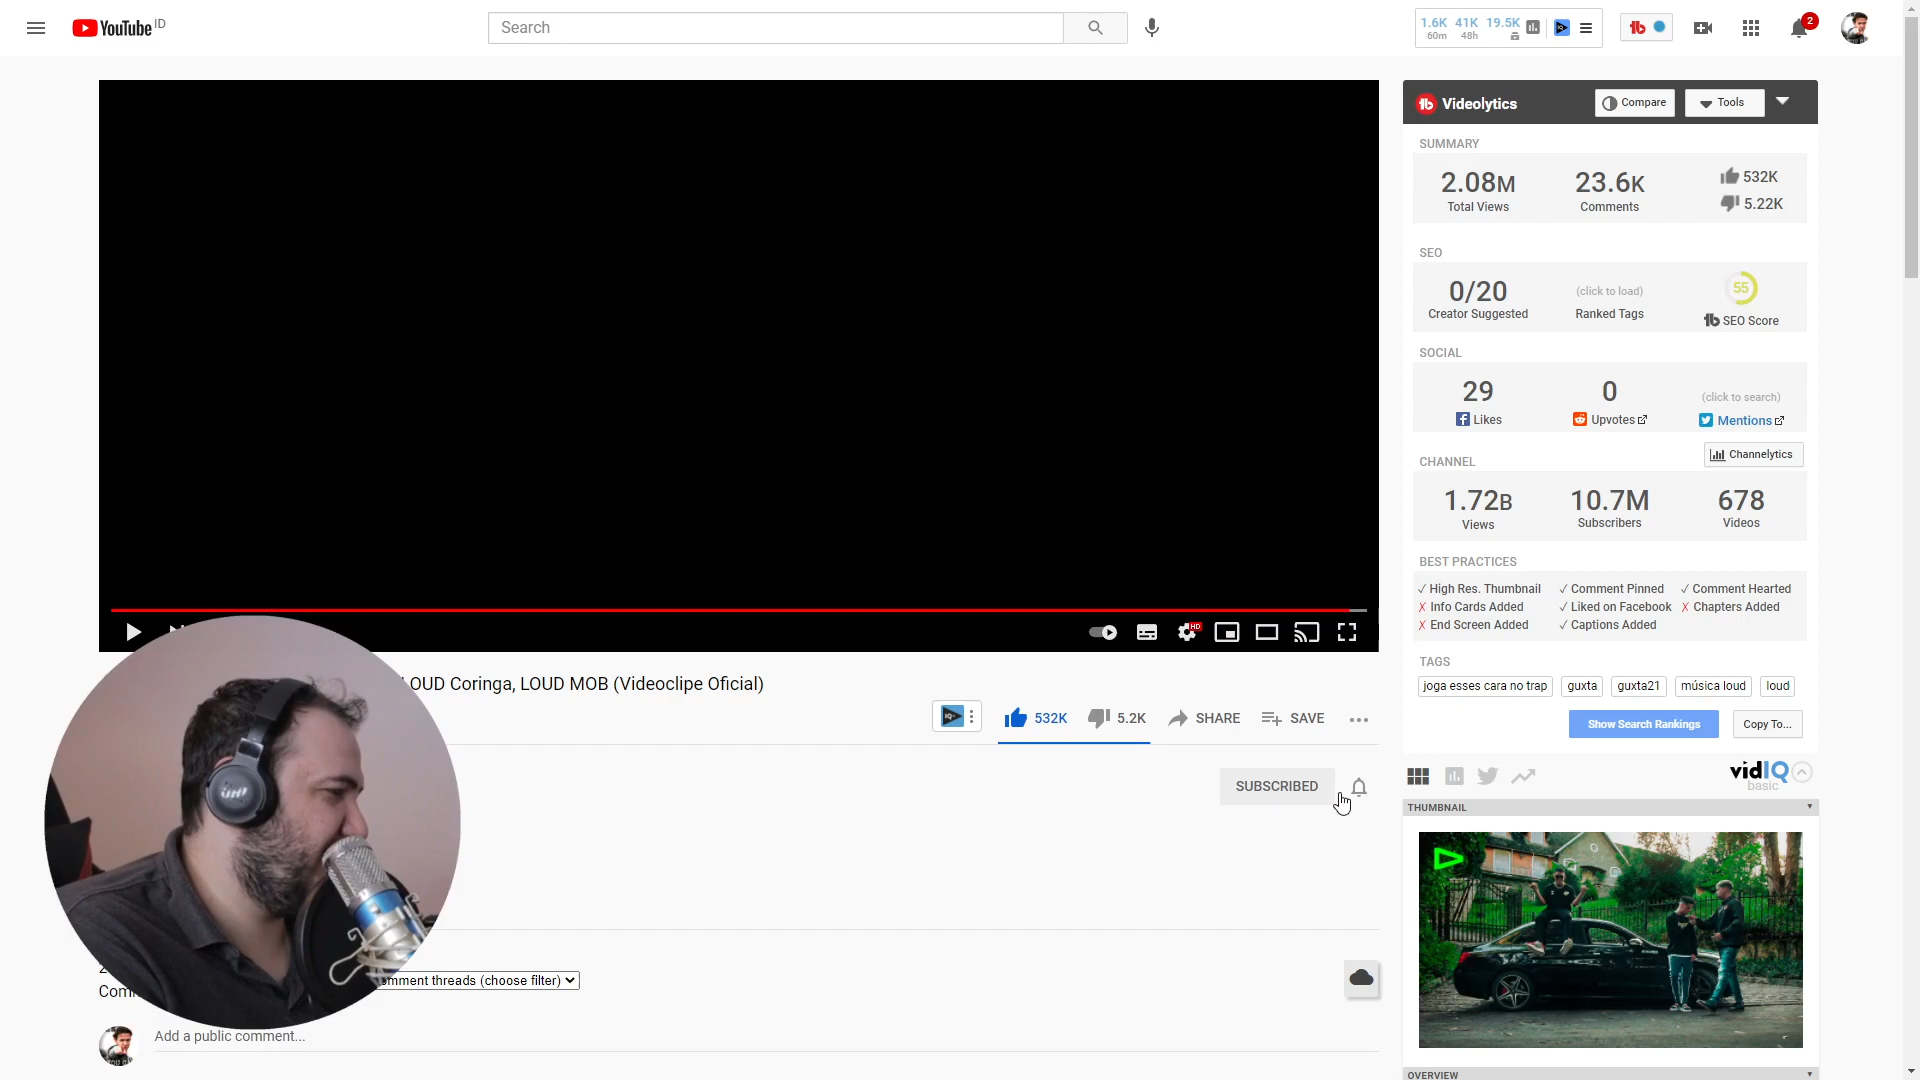 YouTube ID
Search
1.6K 41K 19.5K
60m 48h
2
Videolytics
Compare
Tools
SUMMARY
2.08M
Total Views
23.6K
Comments
532K
5.22K
SEO
0/20
Creator Suggested
(click to load)
Ranked Tags
55
SEO Score
SOCIAL
29
Likes
0
Upvotes
(click to search)
Mentions
CHANNEL
Channelytics
1.72B
Views
10.7M
Subscribers
678
Videos
BEST PRACTICES
✓ High Res. Thumbnail ✓ Comment Pinned ✓ Comment Hearted
X Info Cards Added ✓ Liked on Facebook X Chapters Added
X End Screen Added ✓ Captions Added
TAGS
joga esses cara no trap guxta guxta21 música loud loud
Show Search Rankings
Copy To...
vidIQ
basic
THUMBNAIL
OVERVIEW
HD
LOUD Coringa, LOUD MOB (Videoclipe Oficial)
532K 5.2K SHARE SAVE
SUBSCRIBED
comment threads (choose filter)
Add a public comment...